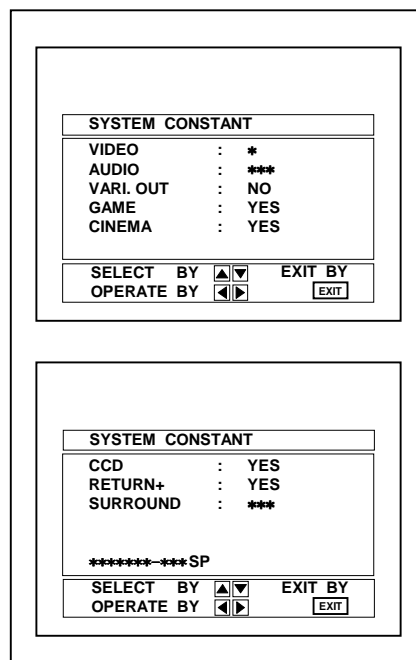 SYSTEM CONSTANT
VIDEO : *
AUDIO : ***
VARI. OUT : NO
GAME : YES
CINEMA : YES
SELECT BY ▲▼ EXIT BY
OPERATE BY ◀▶ EXIT
SYSTEM CONSTANT
CCD : YES
RETURN+ : YES
SURROUND : ***
*******-***SP
SELECT BY ▲▼ EXIT BY
OPERATE BY ◀▶ EXIT